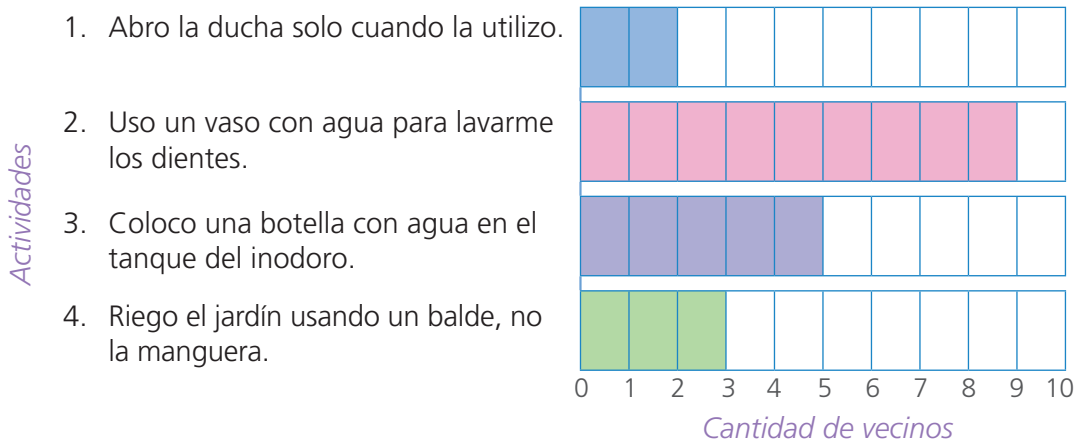 1. Abro la ducha solo cuando la utilizo.
2. Uso un vaso con agua para lavarme
los dientes.
Actividades
3. Coloco una botella con agua en el
tanque del inodoro.
4. Riego el jardín usando un balde, no
la manguera.
0 1 2 3 4 5 6 7 8 9 10
Cantidad de vecinos